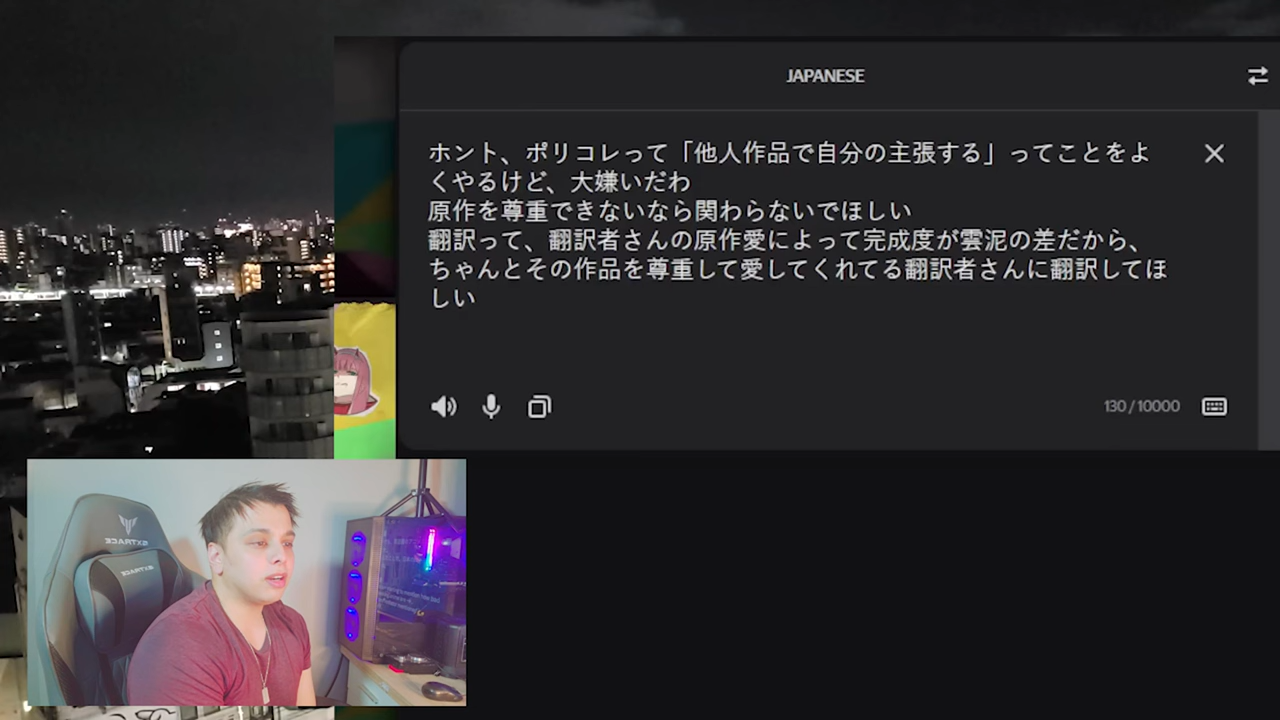 JAPANESE
ホント、ポリコレって「他人作品で自分の主張する」ってことをよ
くやるけど、大嫌いだわ
原作を尊重できないなら関わらないでほしい
翻訳って、翻訳者さんの原作愛によって完成度が雲泥の差だから、
ちゃんとその作品を尊重して愛してくれてる翻訳者さんに翻訳してほ
しい
130/10000
GXTRACE
GXTRACE